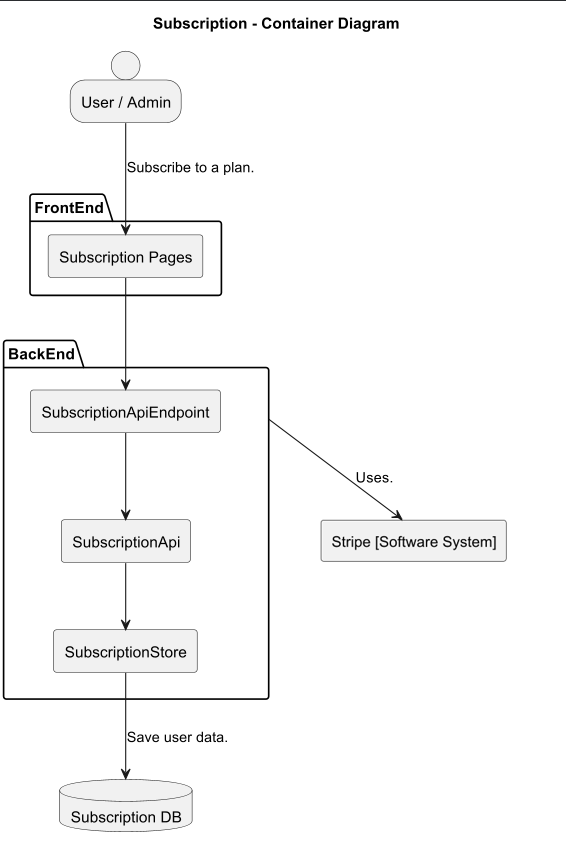 Subscription - Container Diagram
User / Admin
Subscribe to a plan.
FrontEnd
Subscription Pages
BackEnd
SubscriptionApiEndpoint
Uses.
SubscriptionApi
Stripe [Software System]
SubscriptionStore
Save user data.
Subscription DB